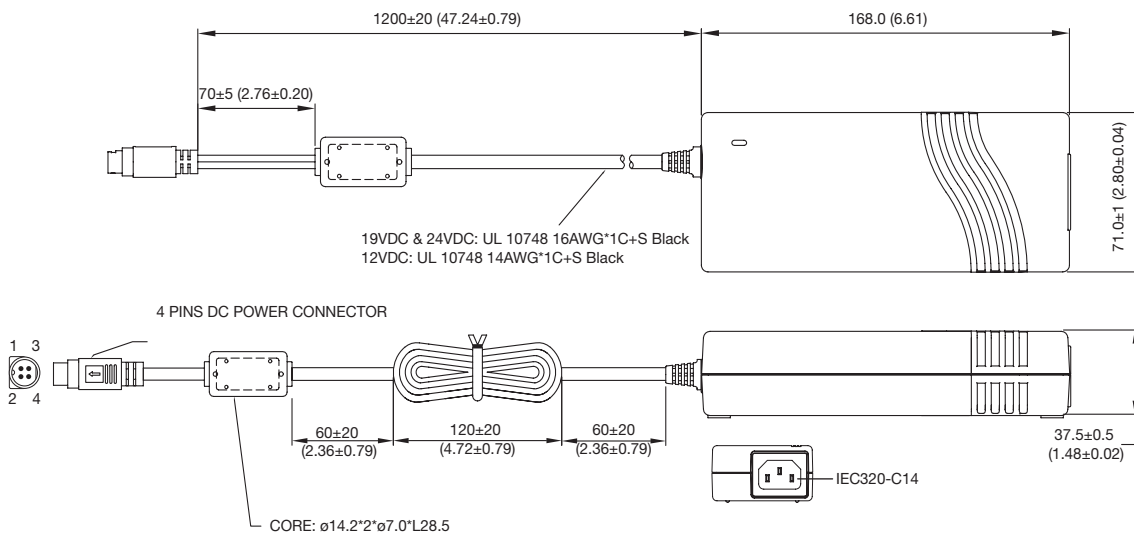 1200±20 (47.24±0.79)
168.0 (6.61)
70±5 (2.76±0.20)
71.0±1 (2.80±0.04)
19VDC & 24VDC: UL 10748 16AWG*1C+S Black
12VDC: UL 10748 14AWG*1C+S Black
4 PINS DC POWER CONNECTOR
1 3
2 4
60±20
(2.36±0.79)
120±20
(4.72±0.79)
60±20
(2.36±0.79)
37.5±0.5
(1.48±0.02)
IEC320-C14
CORE: ø14.2*2*ø7.0*L28.5